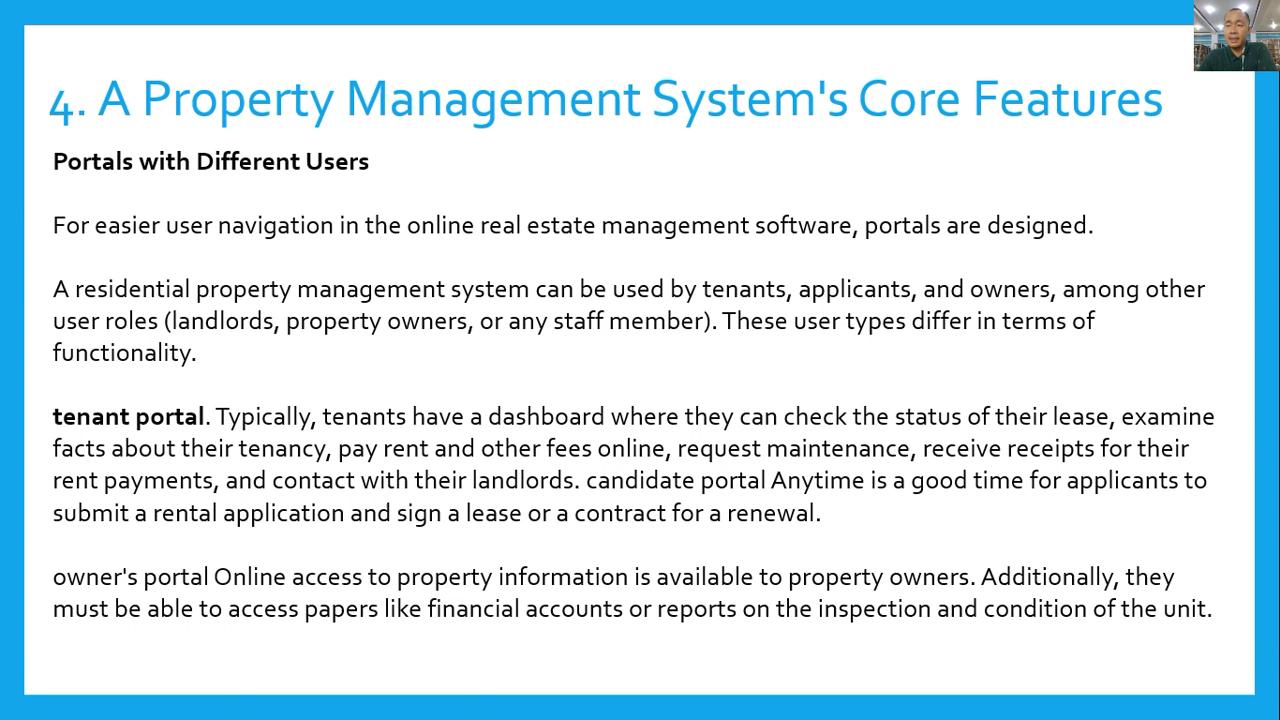 4. A Property Management System's Core Features
Portals with Different Users
For easier user navigation in the online real estate management software, portals are designed.
A residential property management system can be used by tenants, applicants, and owners, among other
user roles (landlords, property owners, or any staff member). These user types differ in terms of
functionality.
tenant portal. Typically, tenants have a dashboard where they can check the status of their lease, examine
facts about their tenancy, pay rent and other fees online, request maintenance, receive receipts for their
rent payments, and contact with their landlords. candidate portal Anytime is a good time for applicants to
submit a rental application and sign a lease or a contract for a renewal.
owner's portal Online access to property information is available to property owners. Additionally, they
must be able to access papers like financial accounts or reports on the inspection and condition of the unit.